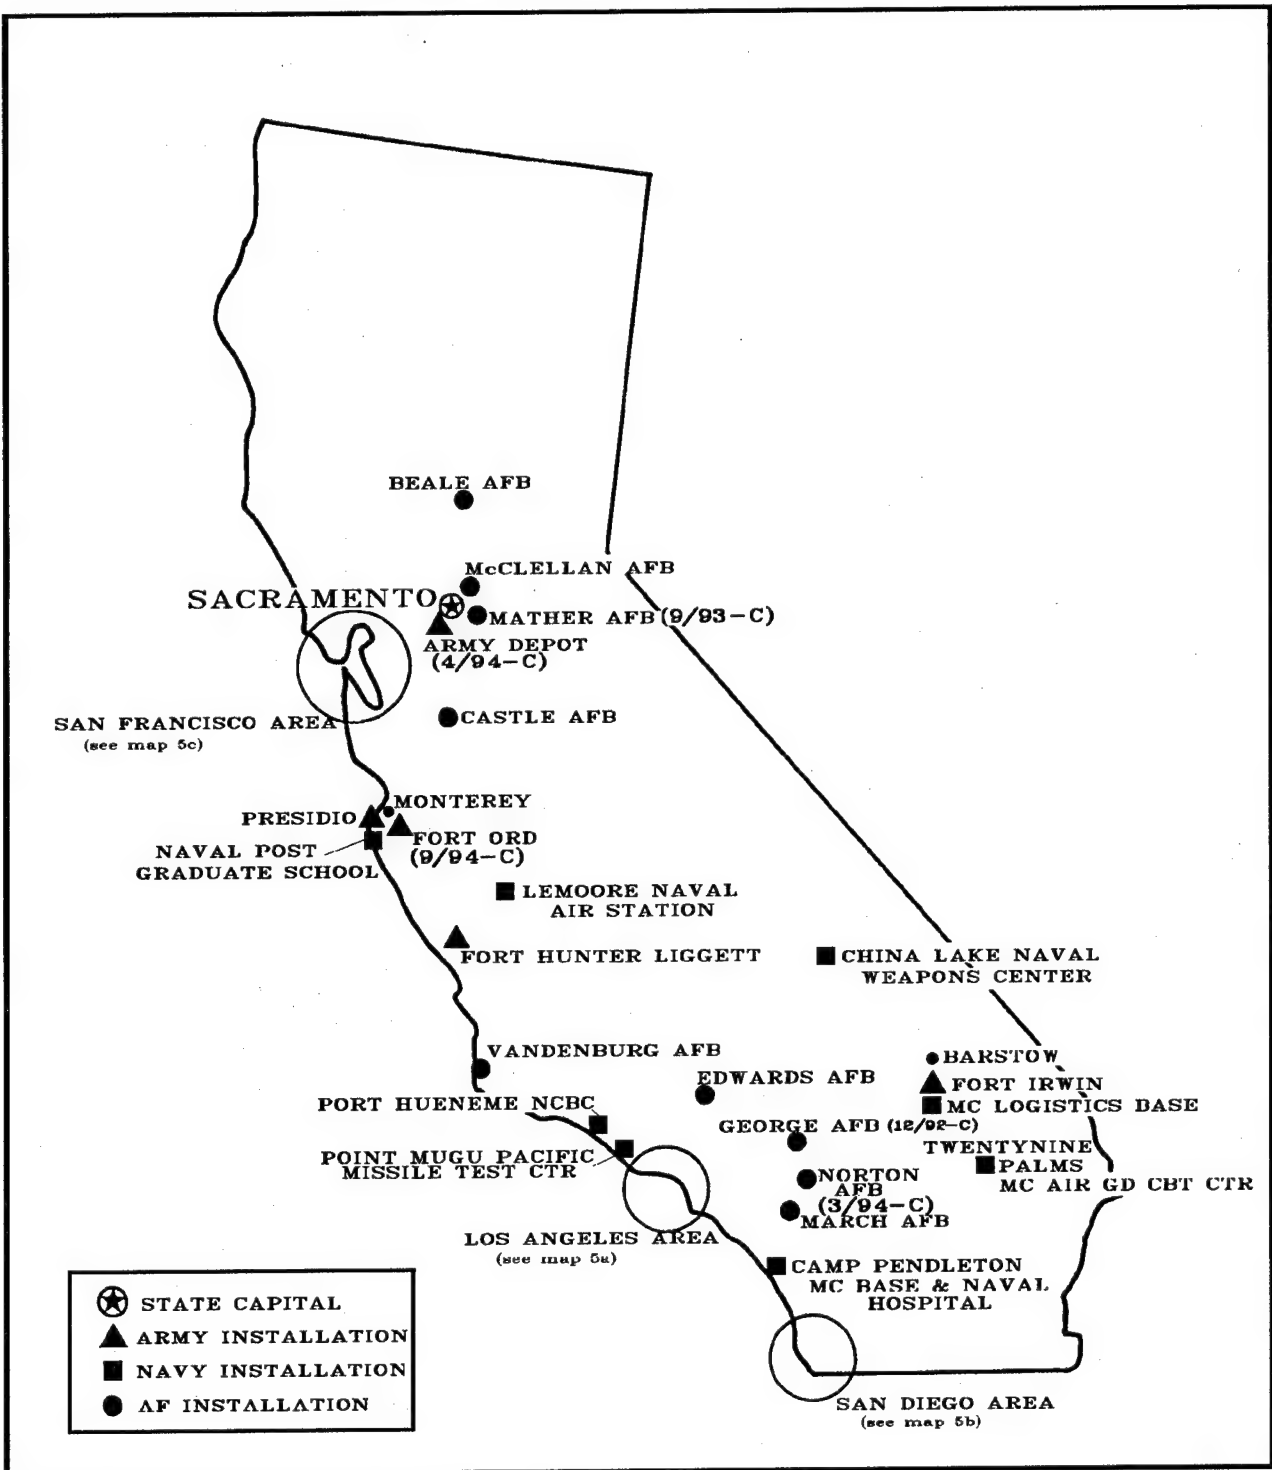 BEALE AFB
McCLELLAN AFB
SACRAMENTO
MATHER AFB (9/93-C)
ARMY DEPOT
(4/94-C)
SAN FRANCISCO AREA
(see map 5c)
CASTLE AFB
MONTEREY
PRESIDIO
FORT ORD
(9/94-C)
NAVAL POST
GRADUATE SCHOOL
LEMOORE NAVAL
AIR STATION
FORT HUNTER LIGGETT
CHINA LAKE NAVAL
WEAPONS CENTER
VANDENBURG AFB
BARSTOW
EDWARDS AFB
FORT IRWIN
PORT HUENEME NCBC
MC LOGISTICS BASE
GEORGE AFB (12/92-C)
TWENTYNINE
PALMS
MC AIR GD CBT CTR
POINT MUGU PACIFIC
MISSILE TEST CTR
NORTON
AFB
(3/94-C)
MARCH AFB
LOS ANGELES AREA
(see map 5a)
CAMP PENDLETON
MC BASE & NAVAL
HOSPITAL
STATE CAPITAL
ARMY INSTALLATION
NAVY INSTALLATION
AF INSTALLATION
SAN DIEGO AREA
(see map 5b)